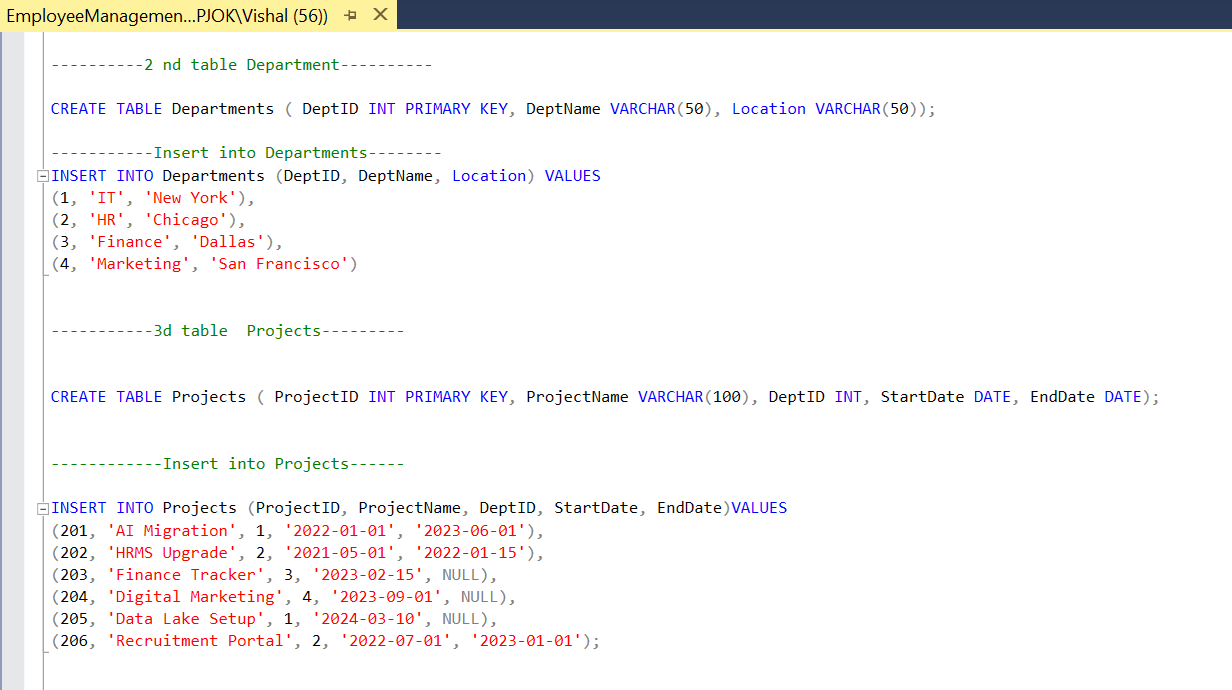 EmployeeManagemen...PJOK\Vishal (56))
----------2 nd table Department----------
CREATE TABLE Departments ( DeptID INT PRIMARY KEY, DeptName VARCHAR(50), Location VARCHAR(50));
-----------Insert into Departments--------
INSERT INTO Departments (DeptID, DeptName, Location) VALUES
(1, 'IT', 'New York'),
(2, 'HR', 'Chicago'),
(3, 'Finance', 'Dallas'),
(4, 'Marketing', 'San Francisco')
-----------3d table  Projects---------
CREATE TABLE Projects ( ProjectID INT PRIMARY KEY, ProjectName VARCHAR(100), DeptID INT, StartDate DATE, EndDate DATE);
------------Insert into Projects------
INSERT INTO Projects (ProjectID, ProjectName, DeptID, StartDate, EndDate)VALUES
(201, 'AI Migration', 1, '2022-01-01', '2023-06-01'),
(202, 'HRMS Upgrade', 2, '2021-05-01', '2022-01-15'),
(203, 'Finance Tracker', 3, '2023-02-15', NULL),
(204, 'Digital Marketing', 4, '2023-09-01', NULL),
(205, 'Data Lake Setup', 1, '2024-03-10', NULL),
(206, 'Recruitment Portal', 2, '2022-07-01', '2023-01-01');